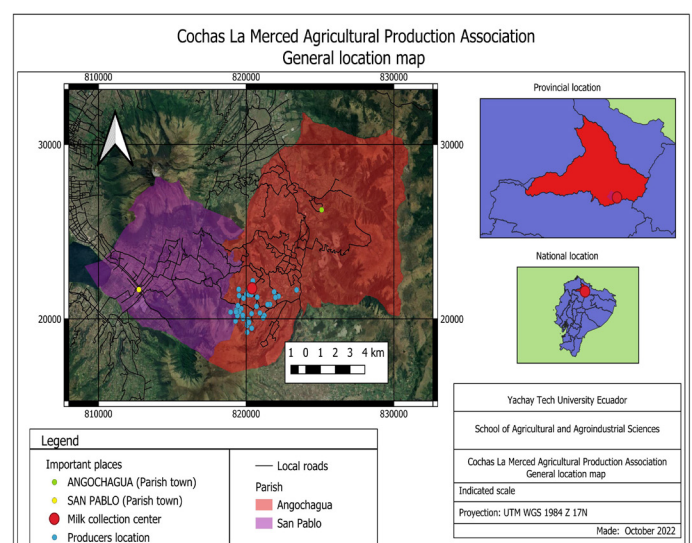 Cochas La Merced Agricultural Production Association
General location map
810000
820000
830000
30000
30000
20000
20000
1 0 1 2 3 4 km
810000
820000
830000
Provincial location
National location
Legend
Important places
ANGOCHAGUA (Parish town)
SAN PABLO (Parish town)
Milk collection center
Producers location
Local roads
Parish
Angochagua
San Pablo
Yachay Tech University Ecuador
School of Agricultural and Agroindustrial Sciences
Cochas La Merced Agricultural Production Association
General location map
Indicated scale
Proyection: UTM WGS 1984 Z 17N
Made: October 2022